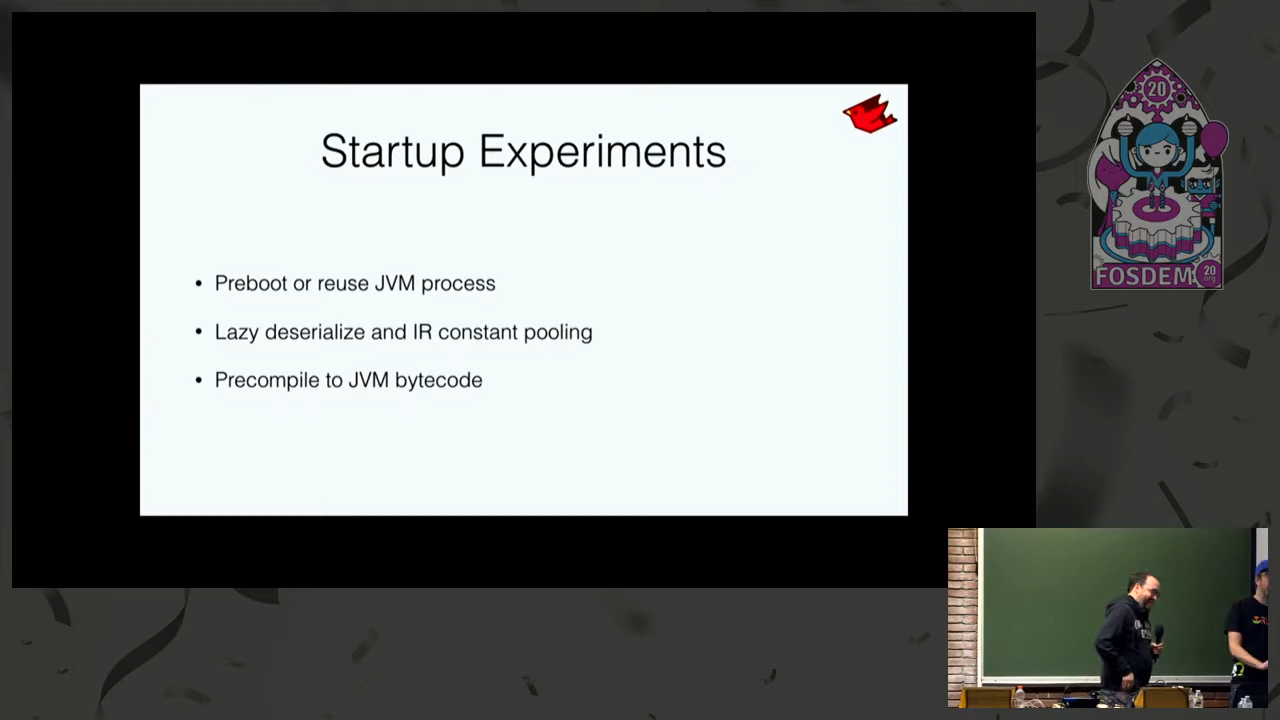 Startup Experiments
• Preboot or reuse JVM process
• Lazy deserialize and IR constant pooling
• Precompile to JVM bytecode
20
FOSDEM
20
org